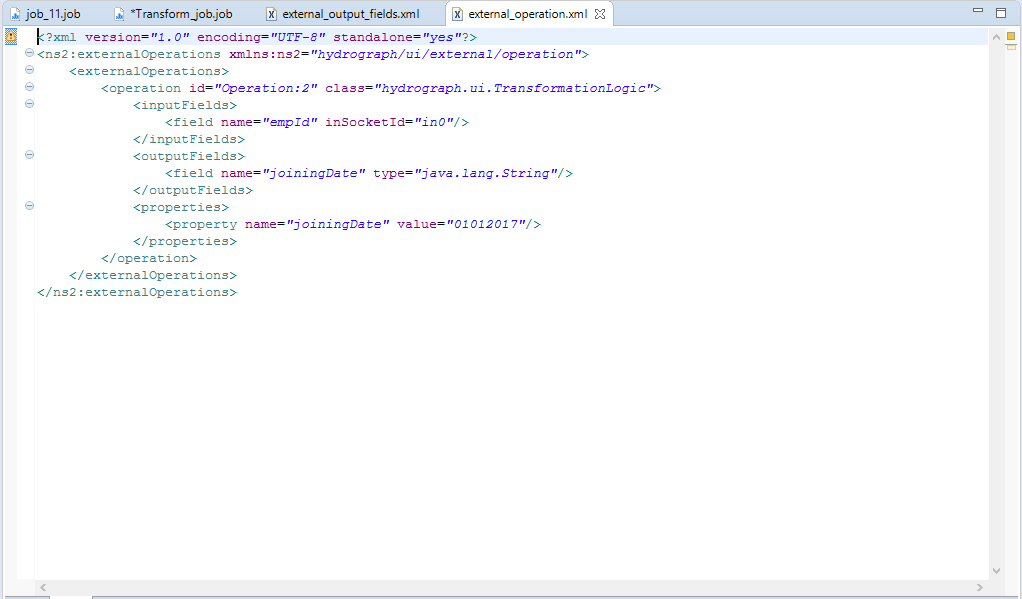 job_11.job *Transform_job.job external_output_fields.xml external_operation.xml
<?xml version="1.0" encoding="UTF-8" standalone="yes"?>
<ns2:externalOperations xmlns:ns2="hydrograph/ui/external/operation">
    <externalOperations>
        <operation id="Operation:2" class="hydrograph.ui.TransformationLogic">
            <inputFields>
                <field name="empId" inSocketId="in0"/>
            </inputFields>
            <outputFields>
                <field name="joiningDate" type="java.lang.String"/>
            </outputFields>
            <properties>
                <property name="joiningDate" value="01012017"/>
            </properties>
        </operation>
    </externalOperations>
</ns2:externalOperations>